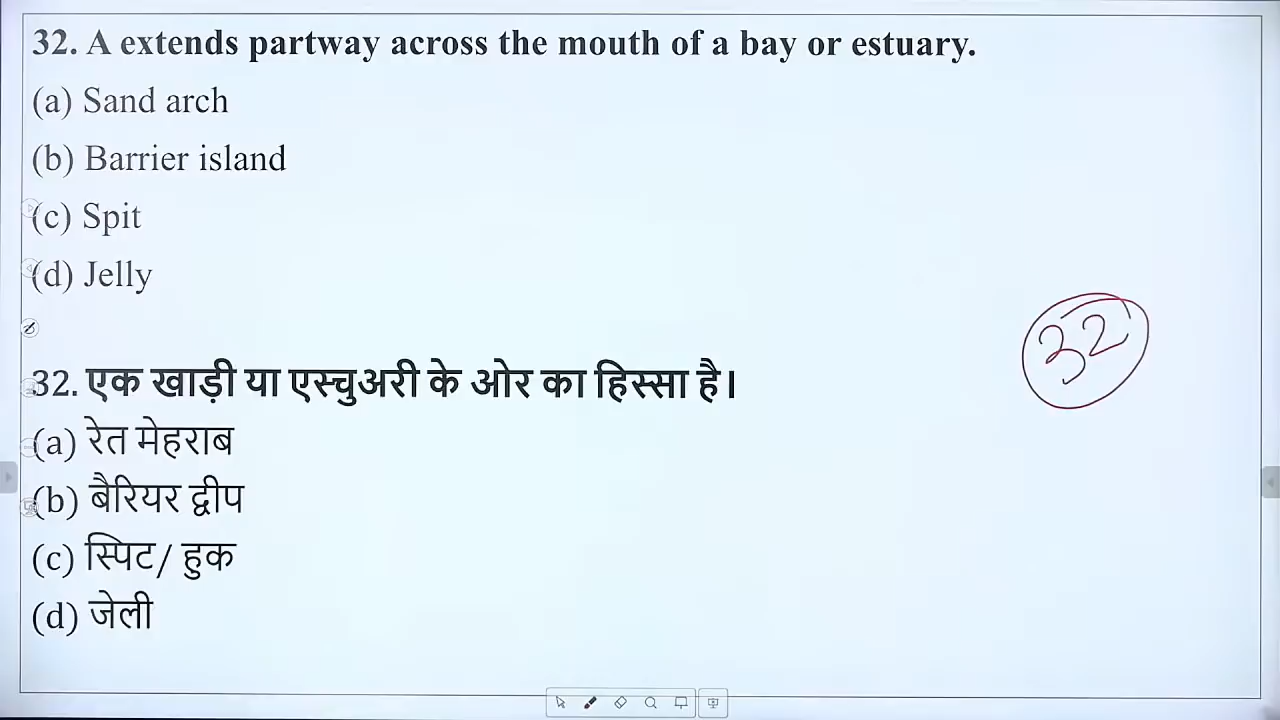 32. A extends partway across the mouth of a bay or estuary.
(a) Sand arch
(b) Barrier island
(c) Spit
(d) Jelly
32
32. एक खाड़ी या एस्चुअरी के ओर का हिस्सा है।
(a) रेत मेहराब
(b) बैरियर द्वीप
(c) स्पिट/ हुक
(d) जेली